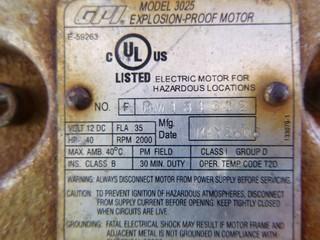 GPI MODEL 3025
EXPLOSION-PROOF MOTOR
E-59263
C UL US
LISTED ELECTRIC MOTOR FOR
HAZARDOUS LOCATIONS
NO. F
VOLT 12 DC FLA 35 Mfg.
HP- 40 RPM 2000 Date
133076-1
MAX. AMB. 40°C PM FIELD CLASS I GROUP D
INS. CLASS B 30 MIN. DUTY OPER. TEMP. CODE T2D
WARNING: ALWAYS DISCONNECT MOTOR FROM POWER SUPPLY BEFORE SERVICING.
CAUTION: TO PREVENT IGNITION OF HAZARDOUS ATMOSPHERES, DISCONNECT
FROM SUPPLY CURRENT BEFORE OPENING. KEEP TIGHTLY CLOSED
WHEN CIRCUITS ARE LIVE.
GROUNDING: FATAL ELECTRICAL SHOCK MAY RESULT IF MOTOR FRAME AND
ADJACENT METAL IS NOT GROUNDED